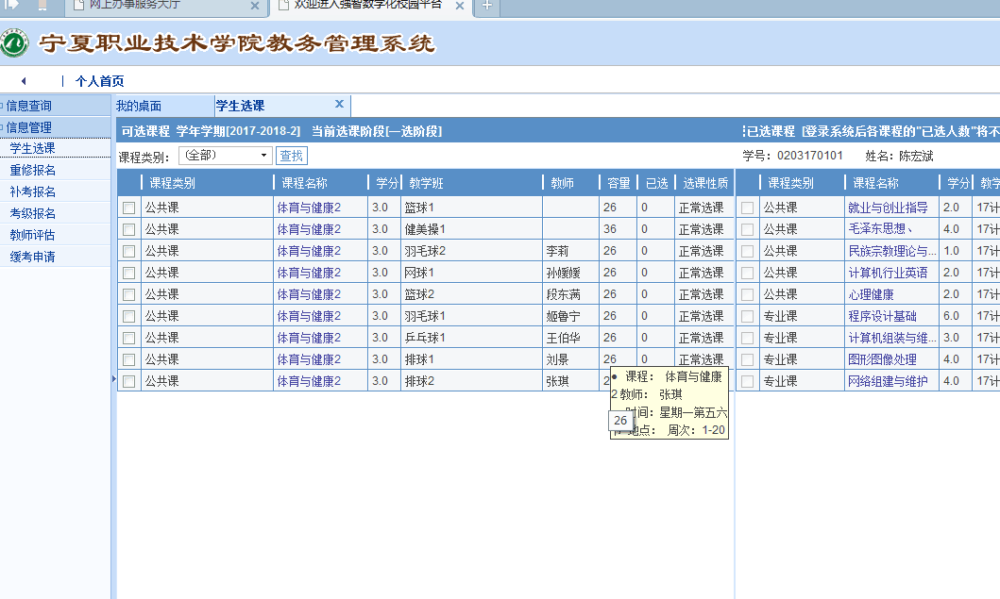 网上办事服务大厅
欢迎进入强智数字化校园平台
宁夏职业技术学院教务管理系统
个人首页
信息查询
信息管理
学生选课
重修报名
补考报名
考级报名
教师评估
缓考申请
我的桌面 学生选课
可选课程 学年学期[2017-2018-2] 当前选课阶段[一选阶段]
课程类别： (全部) 查找
课程类别 课程名称 学分 教学班 教师 容量 已选 选课性质
公共课 体育与健康2 3.0 篮球1 26 0 正常选课
公共课 体育与健康2 3.0 健美操1 36 0 正常选课
公共课 体育与健康2 3.0 羽毛球2 李莉 26 0 正常选课
公共课 体育与健康2 3.0 网球1 孙媛媛 26 0 正常选课
公共课 体育与健康2 3.0 篮球2 段东满 26 0 正常选课
公共课 体育与健康2 3.0 羽毛球1 姬鲁宁 26 0 正常选课
公共课 体育与健康2 3.0 乒乓球1 王伯华 26 0 正常选课
公共课 体育与健康2 3.0 排球1 刘景 26 0 正常选课
公共课 体育与健康2 3.0 排球2 张琪 2
● 课程： 体育与健康
2 教师： 张琪
时间：星期一第五六
地点： 周次：1-20
26
已选课程 [登录系统后各课程的"已选人数"将不
学号：0203170101 姓名：陈宏斌
课程类别 课程名称 学分 教学
公共课 就业与创业指导 2.0 17计
公共课 毛泽东思想、 4.0 17计
公共课 民族宗教理论与... 1.0 17计
公共课 计算机行业英语 2.0 17计
公共课 心理健康 2.0 17计
专业课 程序设计基础 6.0 17计
专业课 计算机组装与维... 3.0 17计
专业课 图形图像处理 4.0 17计
专业课 网络组建与维护 4.0 17计